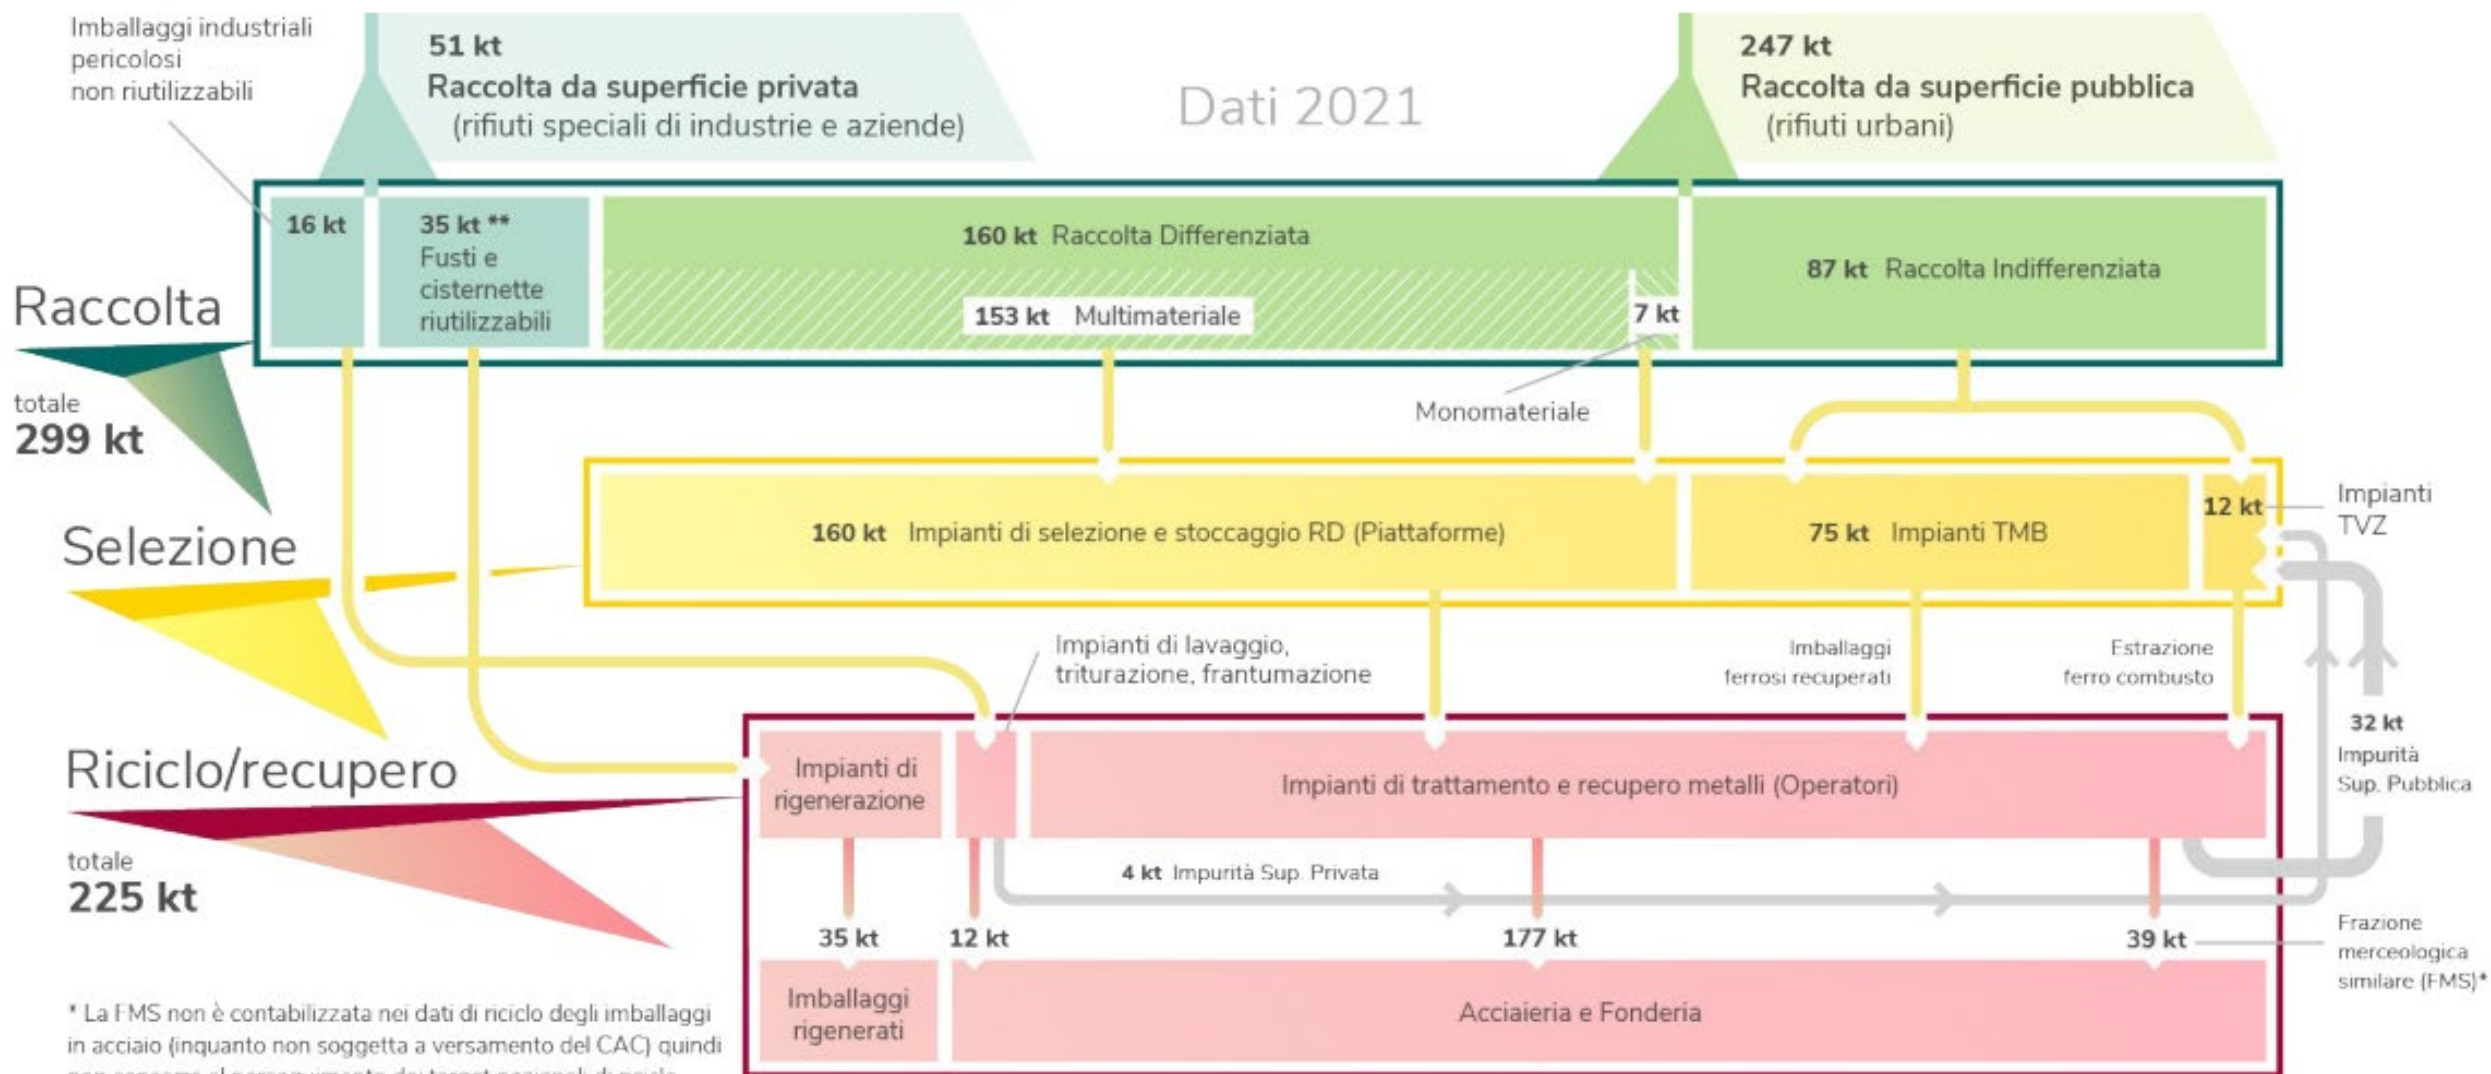 Imballaggi industriali
pericolosi
non riutilizzabili
51 kt
Raccolta da superficie privata
(rifiuti speciali di industrie e aziende)
Dati 2021
247 kt
Raccolta da superficie pubblica
(rifiuti urbani)
Raccolta
totale
299 kt
16 kt
35 kt **
Fusti e
cisternette
riutilizzabili
160 kt Raccolta Differenziata
153 kt Multimateriale
7 kt
87 kt Raccolta Indifferenziata
Monomateriale
Selezione
160 kt Impianti di selezione e stoccaggio RD (Piattaforme)
75 kt Impianti TMB
12 kt
Impianti
TVZ
Impianti di lavaggio,
triturazione, frantumazione
Imballaggi
ferrosi recuperati
Estrazione
ferro combusto
32 kt
Impurità
Sup. Pubblica
Riciclo/recupero
totale
225 kt
Impianti di
rigenerazione
Impianti di trattamento e recupero metalli (Operatori)
4 kt Impurità Sup. Privata
35 kt
12 kt
177 kt
39 kt
Frazione
merceologica
similare (FMS)*
Imballaggi
rigenerati
Acciaieria e Fonderia
* La FMS non è contabilizzata nei dati di riciclo degli imballaggi
in acciaio (inquanto non soggetta a versamento del CAC) quindi